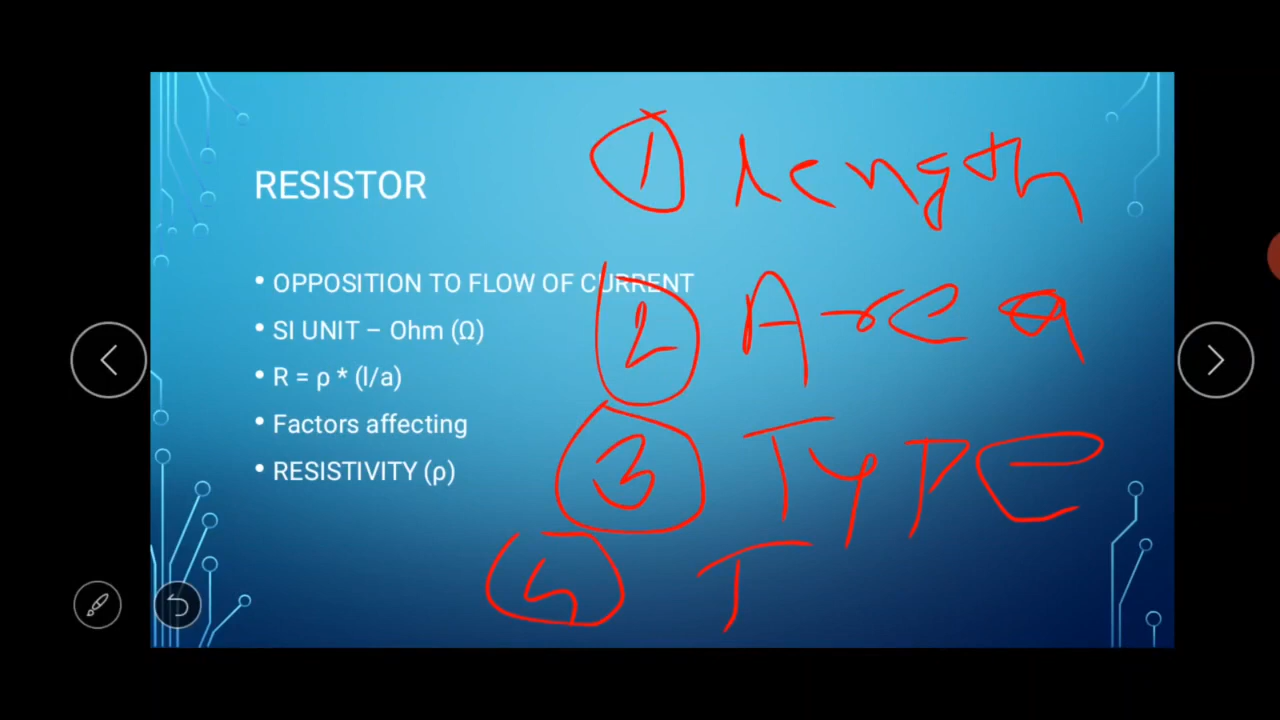 RESISTOR
• OPPOSITION TO FLOW OF CURRENT
• SI UNIT – Ohm (Ω)
• R = ρ * (l/a)
• Factors affecting
• RESISTIVITY (ρ)
1 Length
2 Area
3 TYPE
4 T